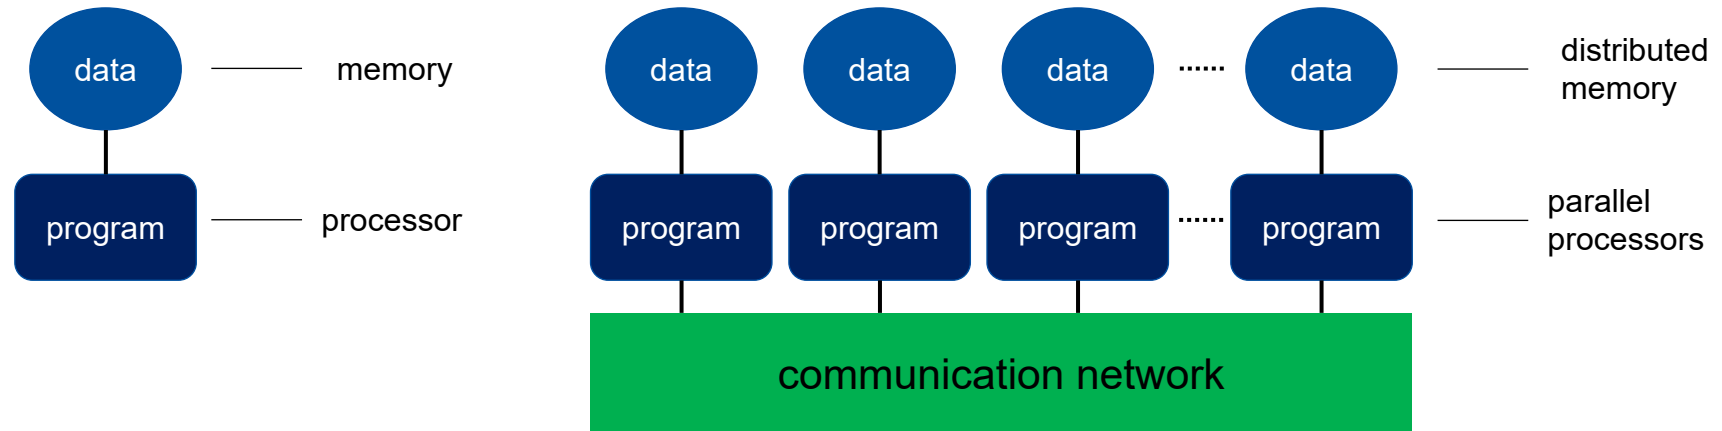 data
memory
program
processor
data
data
data
data
distributed
memory
program
program
program
program
parallel
processors
communication network